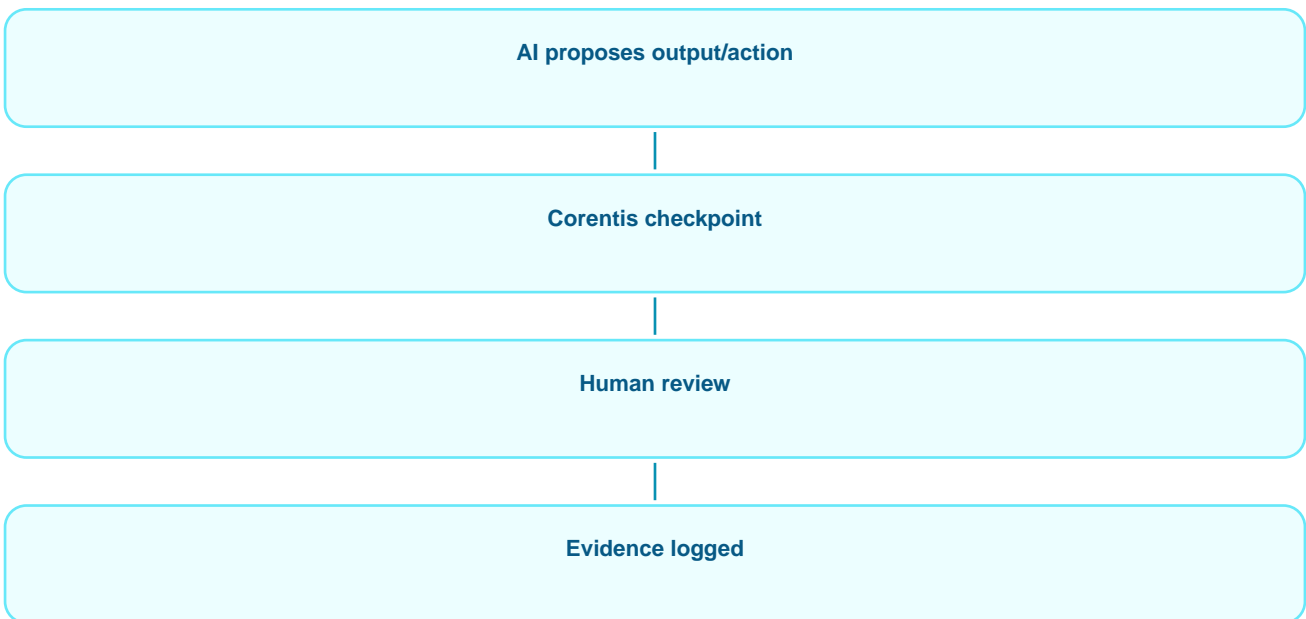 AI proposes output/action
Corentis checkpoint
Human review
Evidence logged